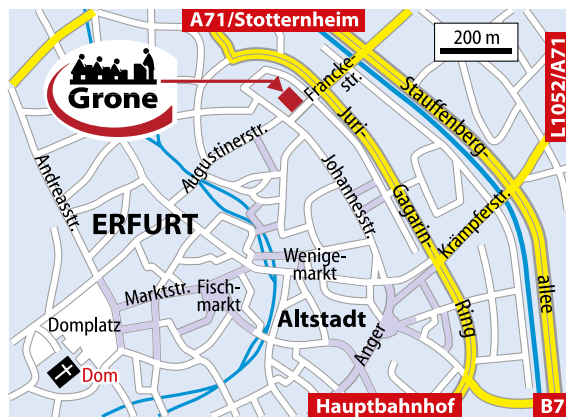 A71/Stotternheim
200 m
L1052/A71
Grone
Francke-
str.
Stauffenberg-
allee
Juri-
Gagarin-
Ring
Augustinerstr.
Johannesstr.
Andreasstr.
Krämpferstr.
ERFURT
Wenige-
markt
Marktstr.
Fisch-
markt
Domplatz
Altstadt
Anger
Dom
Hauptbahnhof
B7